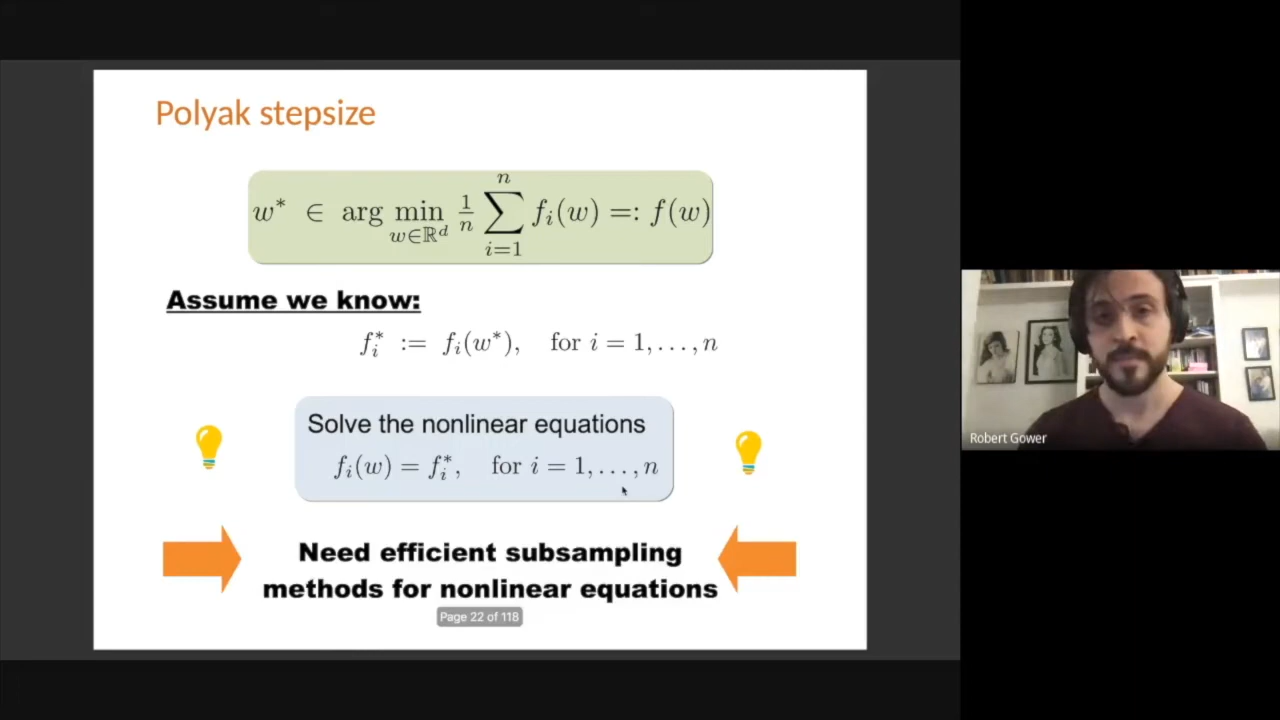 Polyak stepsize
w* ∈ arg min_{w∈ℝ^d} 1/n ∑_{i=1}^{n} f_i(w) =: f(w)
Assume we know:
f_i^* := f_i(w*), for i = 1, . . . , n
Solve the nonlinear equations
f_i(w) = f_i^*, for i = 1, . . . , n
Need efficient subsampling
methods for nonlinear equations
Page 22 of 118
Robert Gower